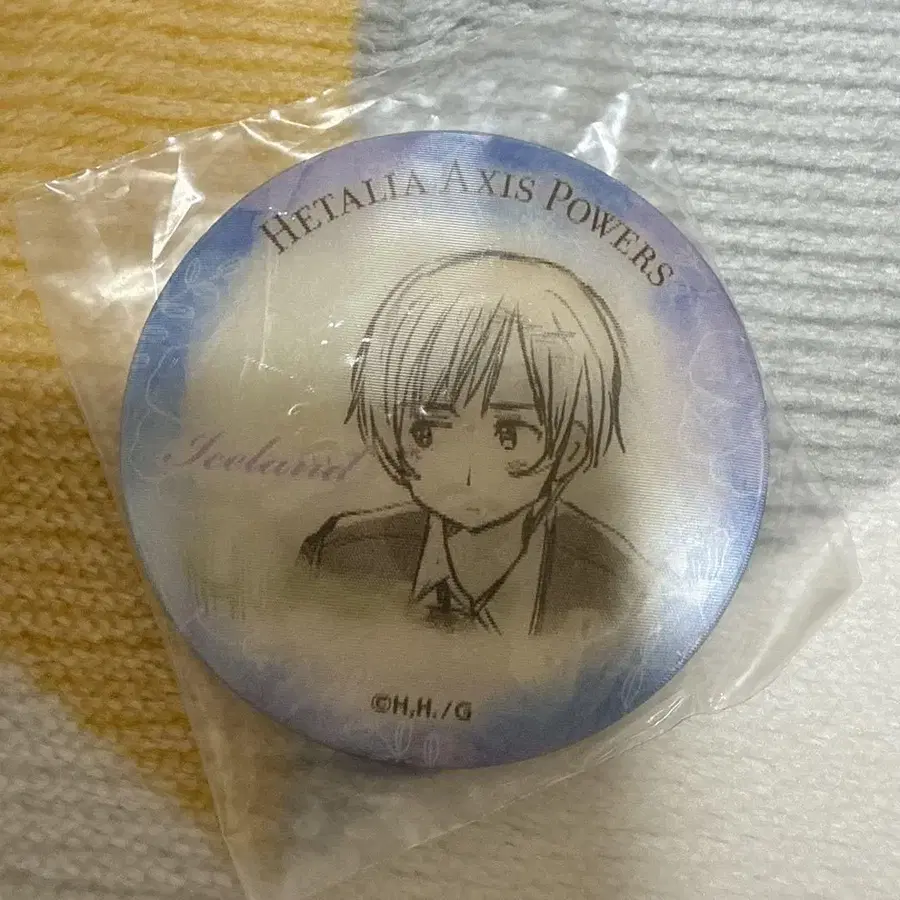 HETALIA AXIS POWERS
Iceland
©H,H./G